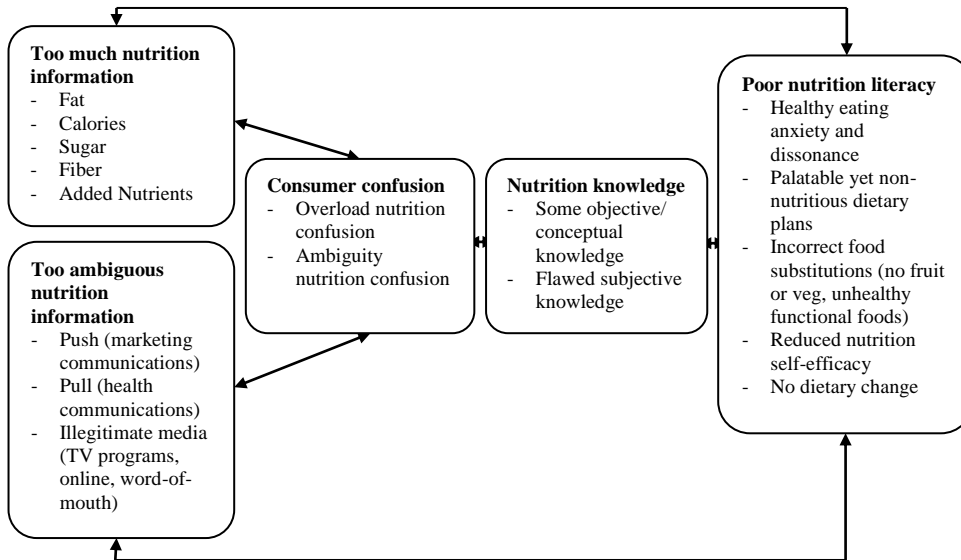 Too much nutrition
information
- Fat
- Calories
- Sugar
- Fiber
- Added Nutrients
Too ambiguous
nutrition
information
- Push (marketing
communications)
- Pull (health
communications)
- Illegitimate media
(TV programs,
online, word-of-
mouth)
Consumer confusion
- Overload nutrition
confusion
- Ambiguity
nutrition confusion
Nutrition knowledge
- Some objective/
conceptual
knowledge
- Flawed subjective
knowledge
Poor nutrition literacy
- Healthy eating
anxiety and
dissonance
- Palatable yet non-
nutritious dietary
plans
- Incorrect food
substitutions (no fruit
or veg, unhealthy
functional foods)
- Reduced nutrition
self-efficacy
- No dietary change